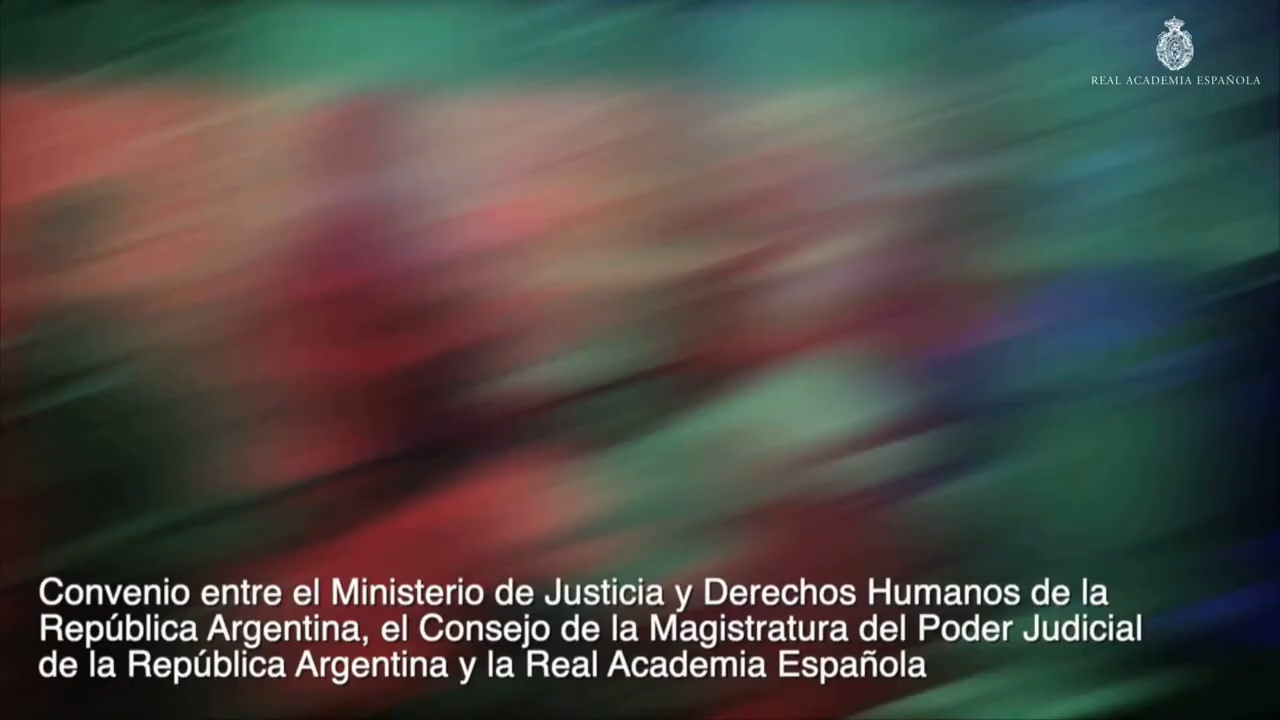 REAL ACADEMIA ESPAÑOLA
Convenio entre el Ministerio de Justicia y Derechos Humanos de la
República Argentina, el Consejo de la Magistratura del Poder Judicial
de la República Argentina y la Real Academia Española